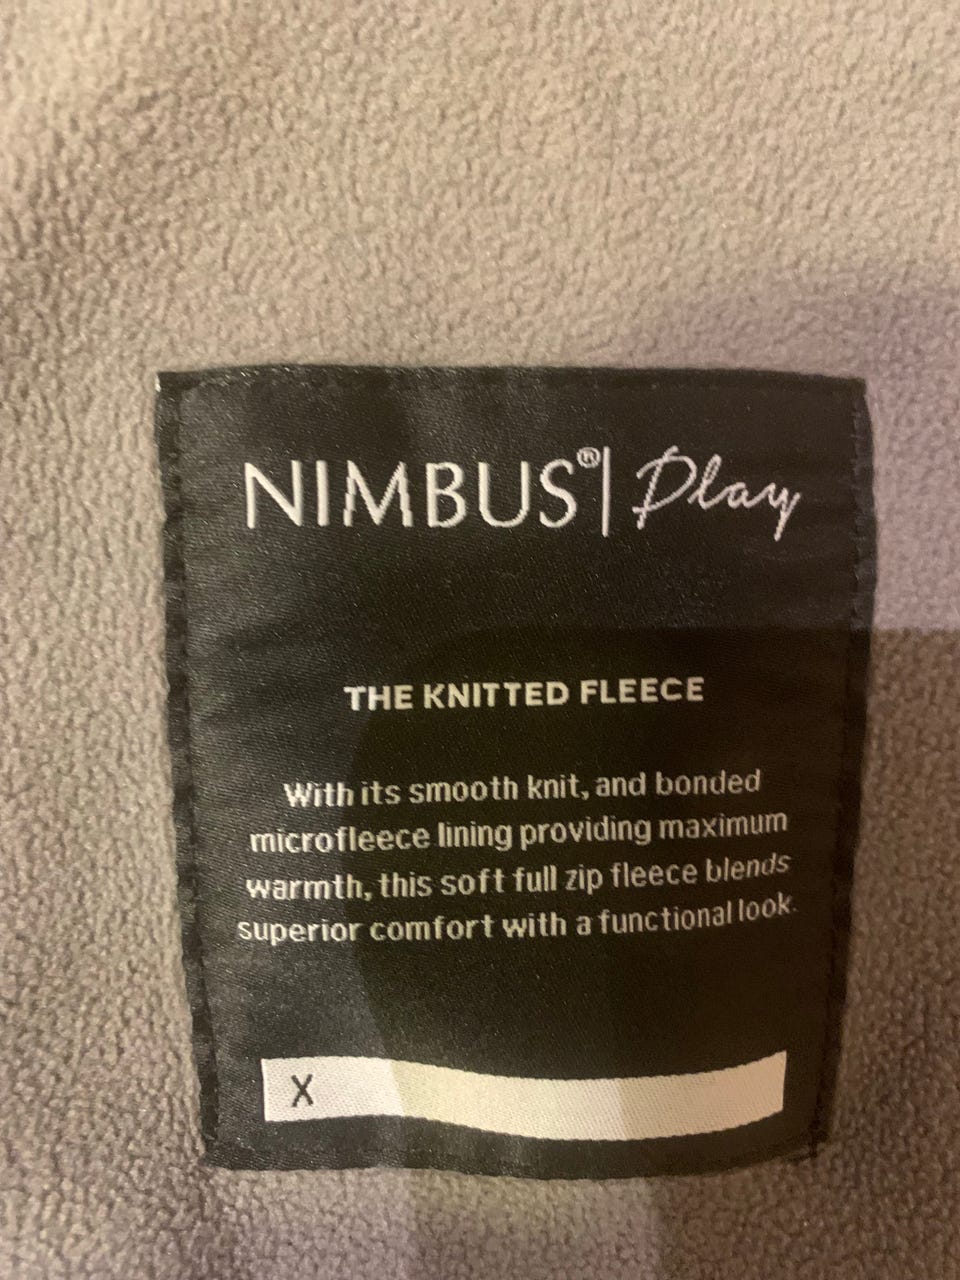 NIMBUS® | Play
THE KNITTED FLEECE
With its smooth knit, and bonded
microfleece lining providing maximum
warmth, this soft full zip fleece blends
superior comfort with a functional look.
X